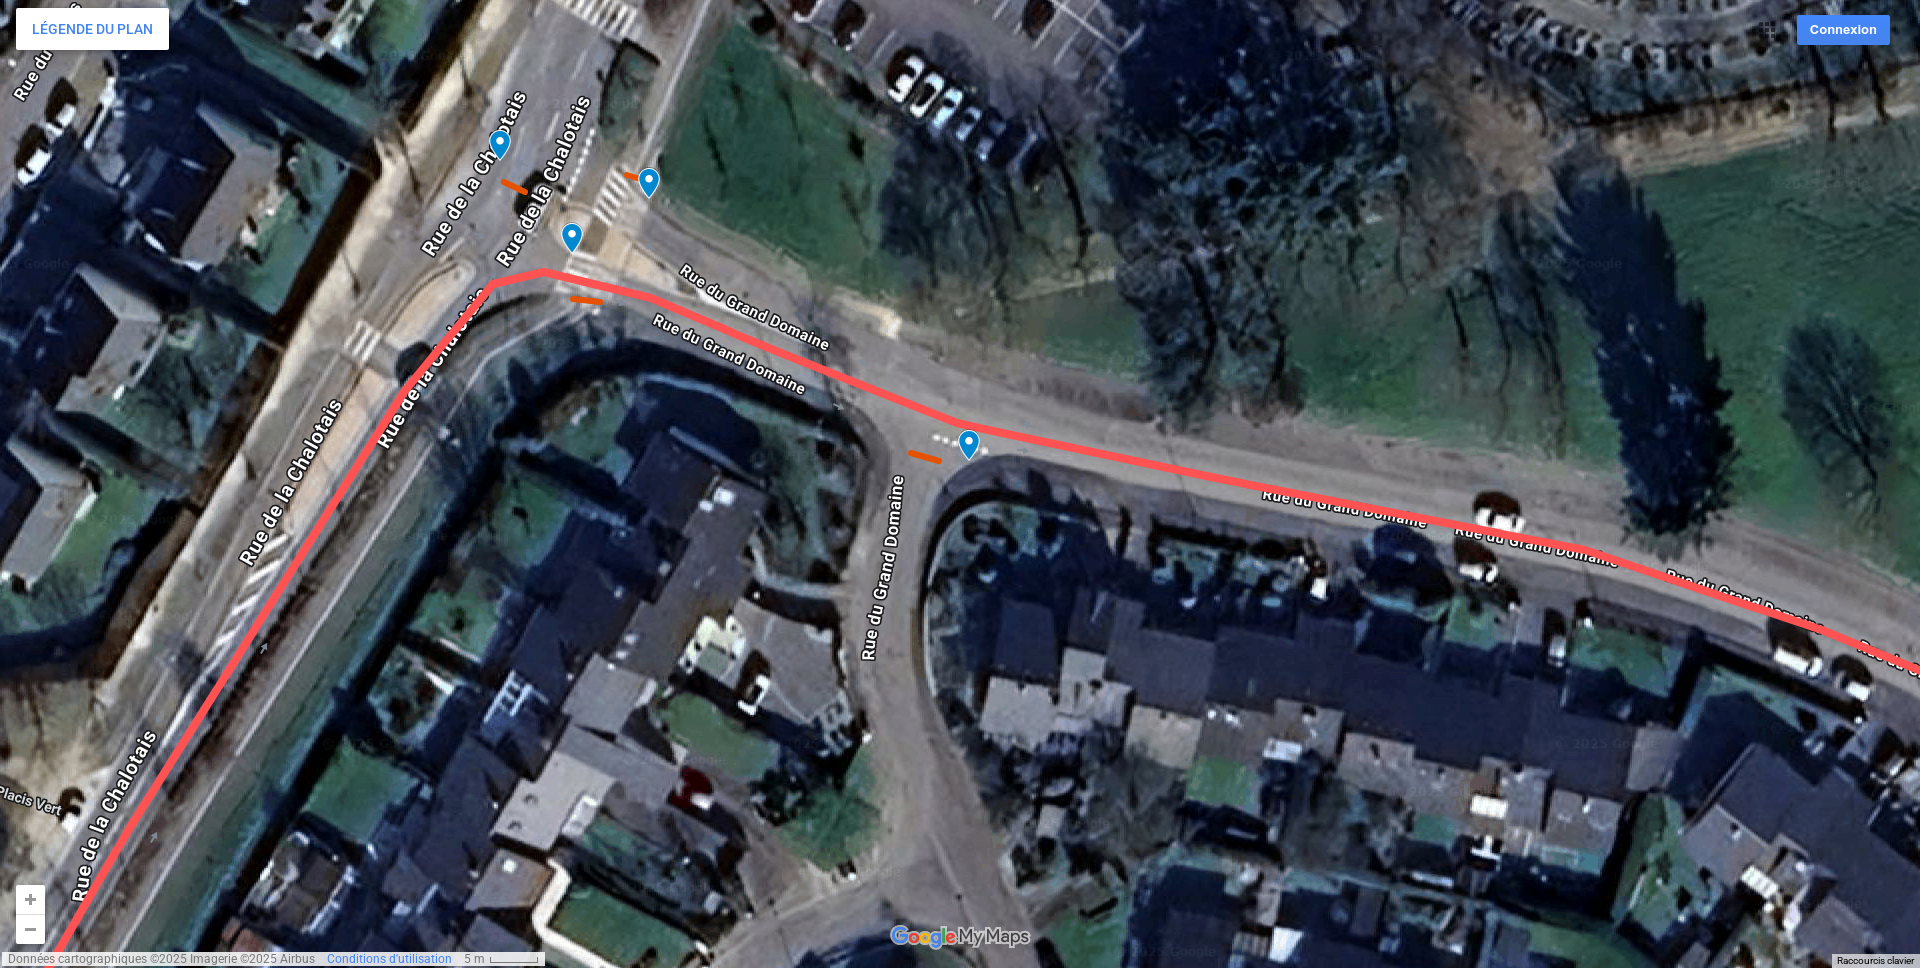 LÉGENDE DU PLAN
Connexion
Rue du
Rue de la Chalotais
Rue de la Chalotais
Rue du Grand Domaine
Rue du Grand Domaine
Rue de la Chalotais
Rue de la Chalotais
Rue du Grand Domaine
Rue du Grand Domaine
Rue du Grand Domaine
Rue du Grand Domaine
Rue de la Chalotais
Placis Vert
Google My Maps
Données cartographiques ©2025 Imagerie ©2025 Airbus
Conditions d'utilisation
5 m
Raccourcis clavier